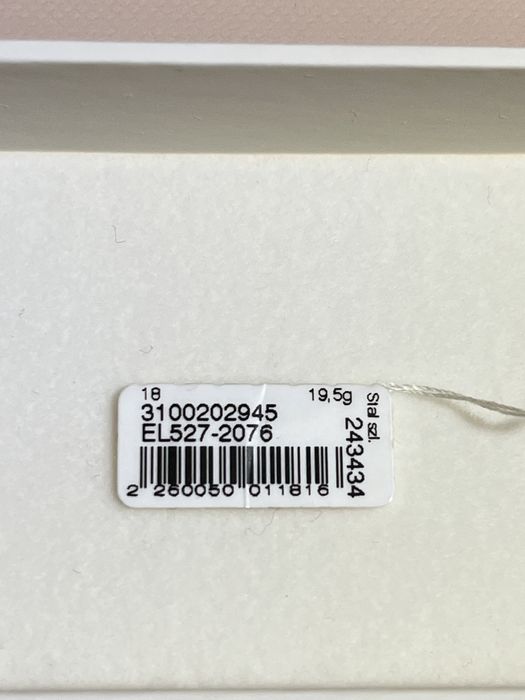 18 19,5g
3100202945
EL527-2076
2 260050 011816
Stal szl.
243434